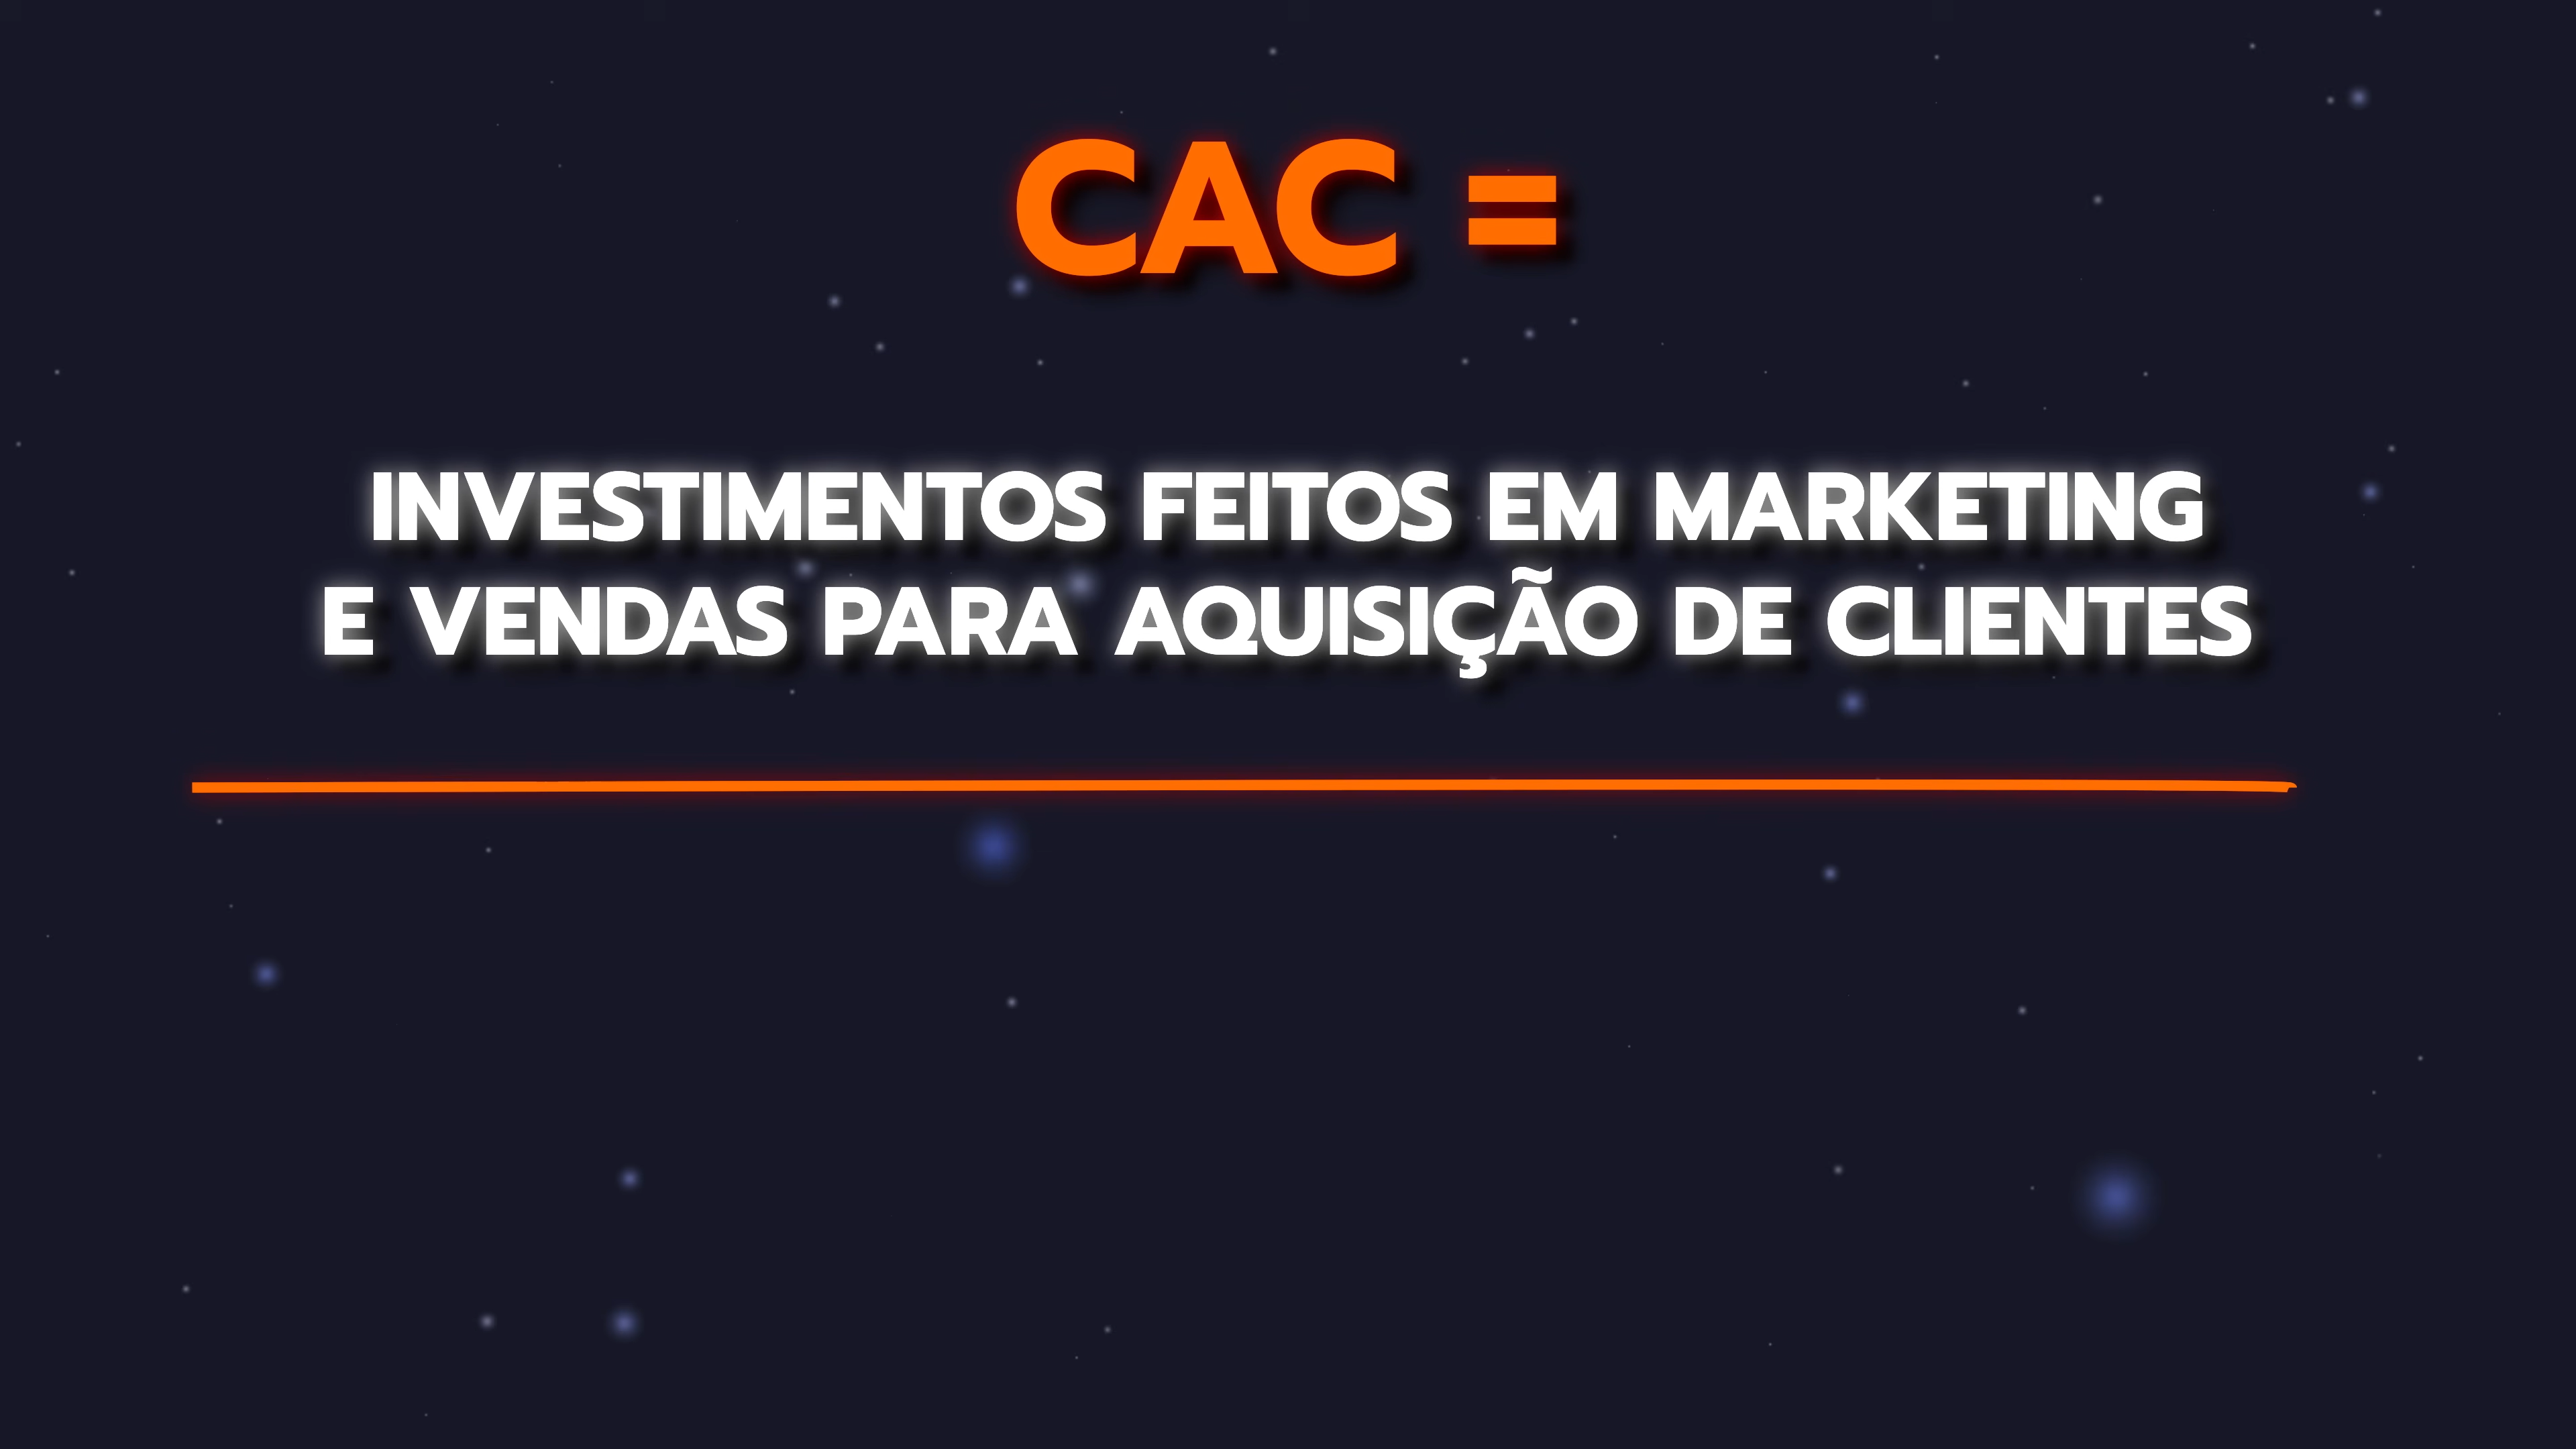 CAC =
INVESTIMENTOS FEITOS EM MARKETING
E VENDAS PARA AQUISIÇÃO DE CLIENTES